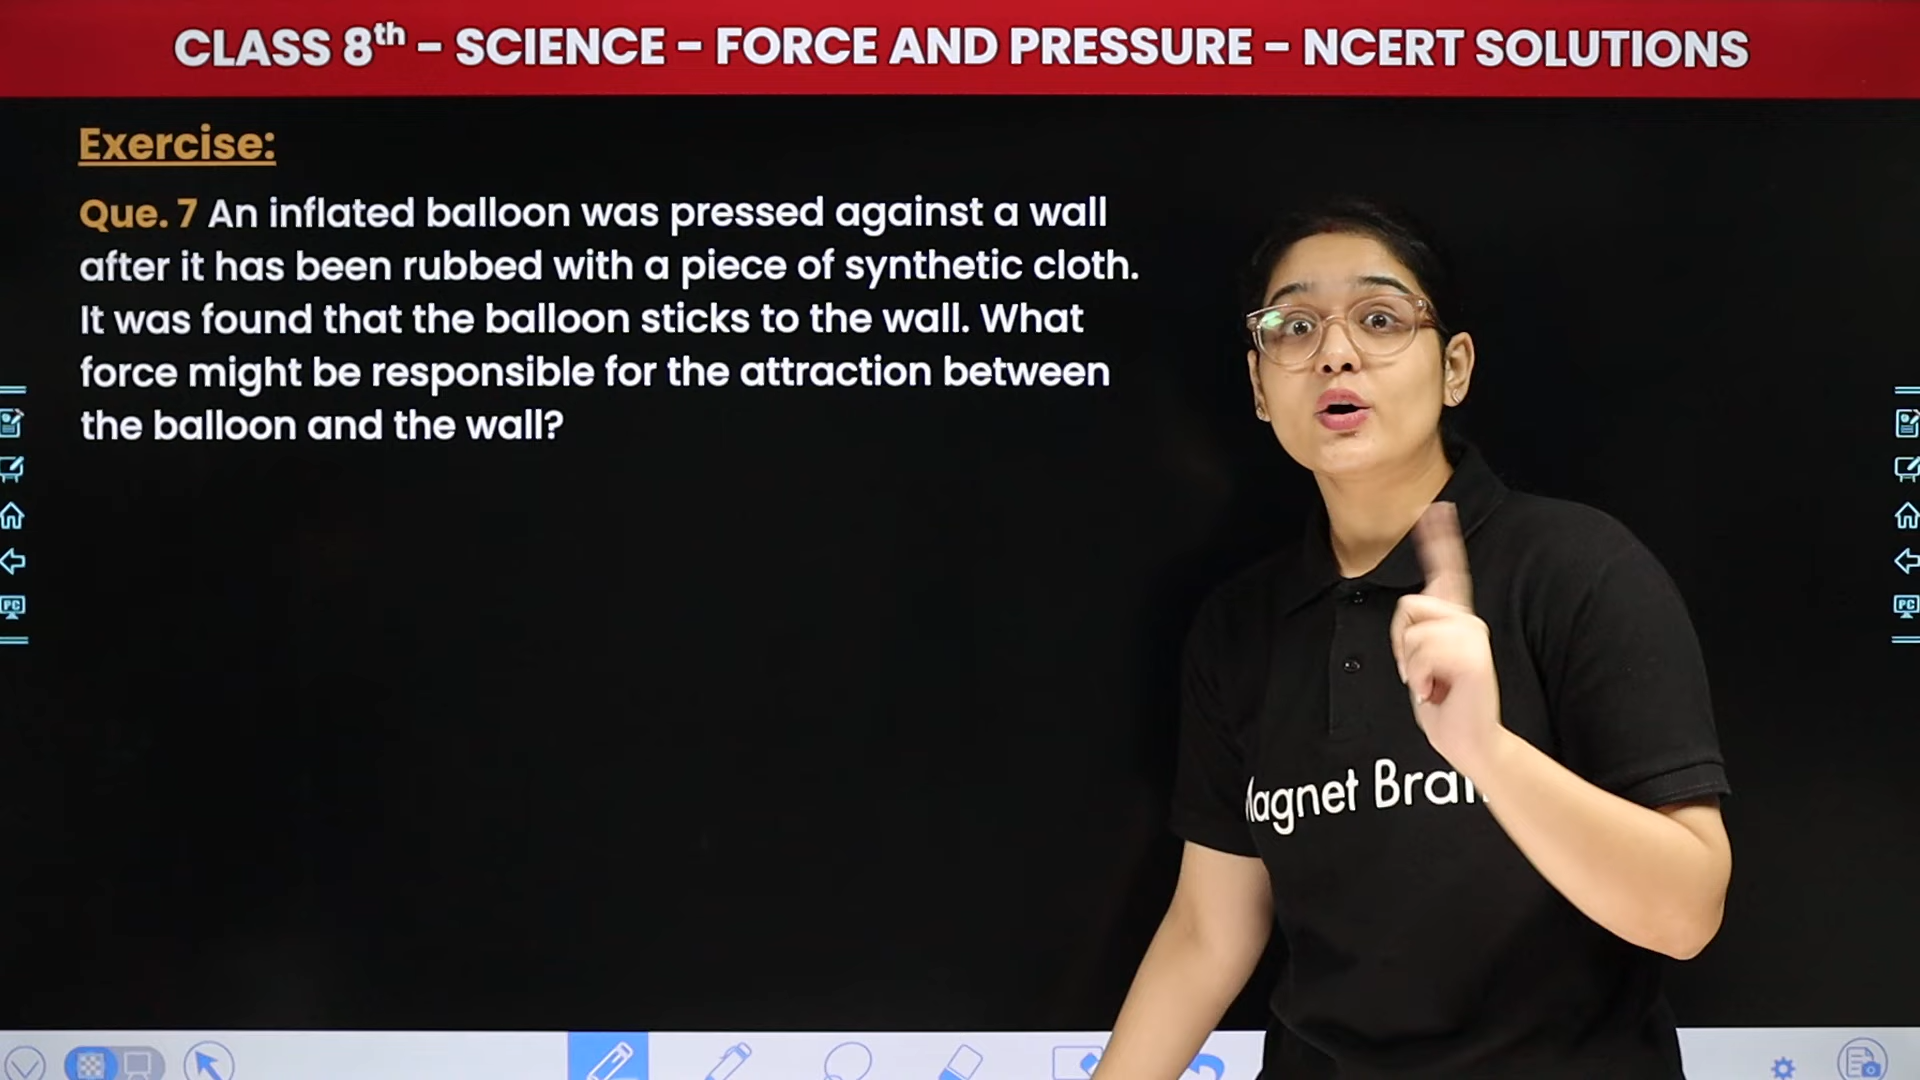 CLASS 8th – SCIENCE – FORCE AND PRESSURE – NCERT SOLUTIONS
Exercise:
Que. 7 An inflated balloon was pressed against a wall
after it has been rubbed with a piece of synthetic cloth.
It was found that the balloon sticks to the wall. What
force might be responsible for the attraction between
the balloon and the wall?
PC
PC